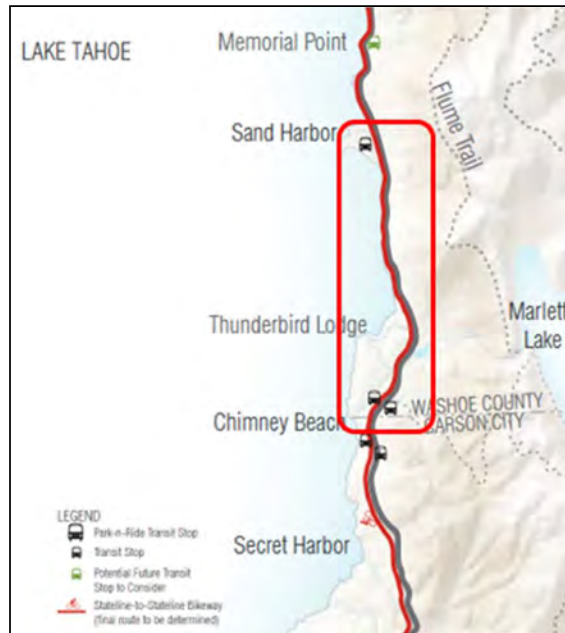 Memorial Point
LAKE TAHOE
Flume Trail
Sand Harbor
Marlett
Lake
Thunderbird Lodge
WASHOE COUNTY
CARSON CITY
Chimney Beach
Secret Harbor
LEGEND
Park-n-Ride Transit Stop
Transit Stop
Potential Future Transit
Stop to Consider
Stateline-to-Stateline Bikeway
(final route to be determined)